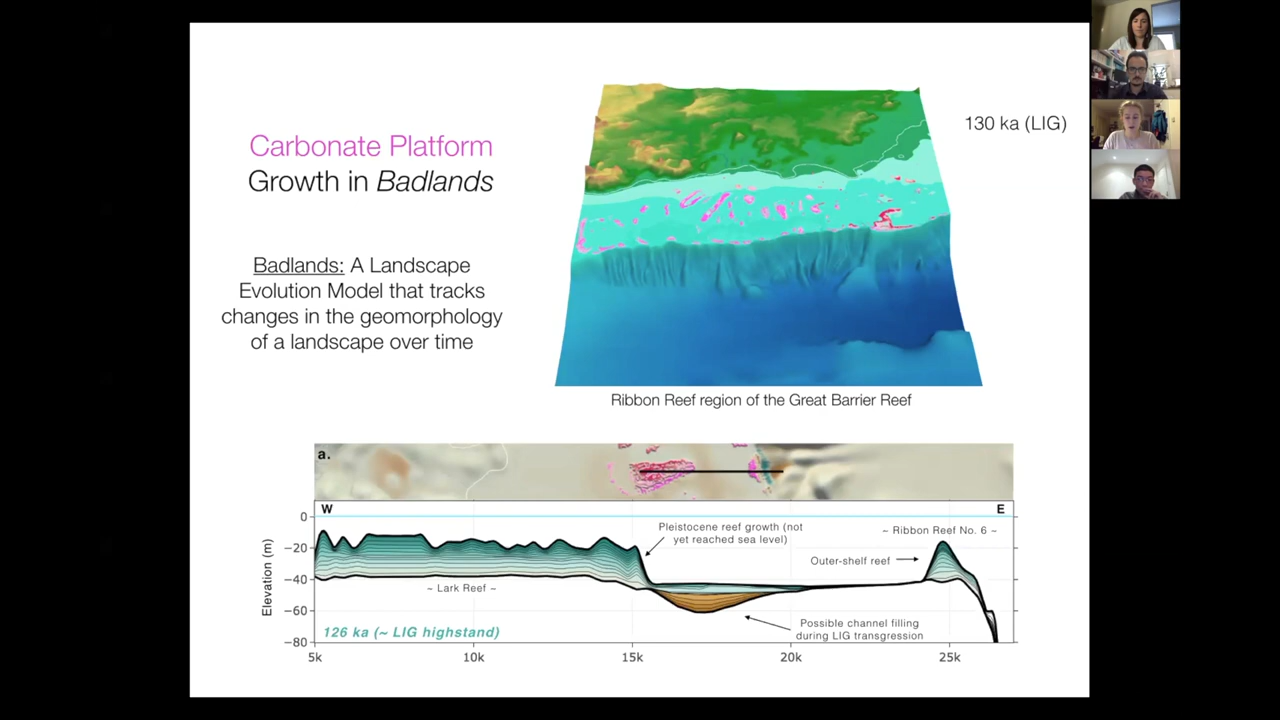 Carbonate Platform
Growth in Badlands
Badlands: A Landscape
Evolution Model that tracks
changes in the geomorphology
of a landscape over time
130 ka (LIG)
Ribbon Reef region of the Great Barrier Reef
a.
W
E
Pleistocene reef growth (not
yet reached sea level)
~ Ribbon Reef No. 6 ~
Outer-shelf reef
~ Lark Reef ~
Possible channel filling
during LIG transgression
126 ka (~ LIG highstand)
Elevation (m)
0
−20
−40
−60
−80
5k 10k 15k 20k 25k